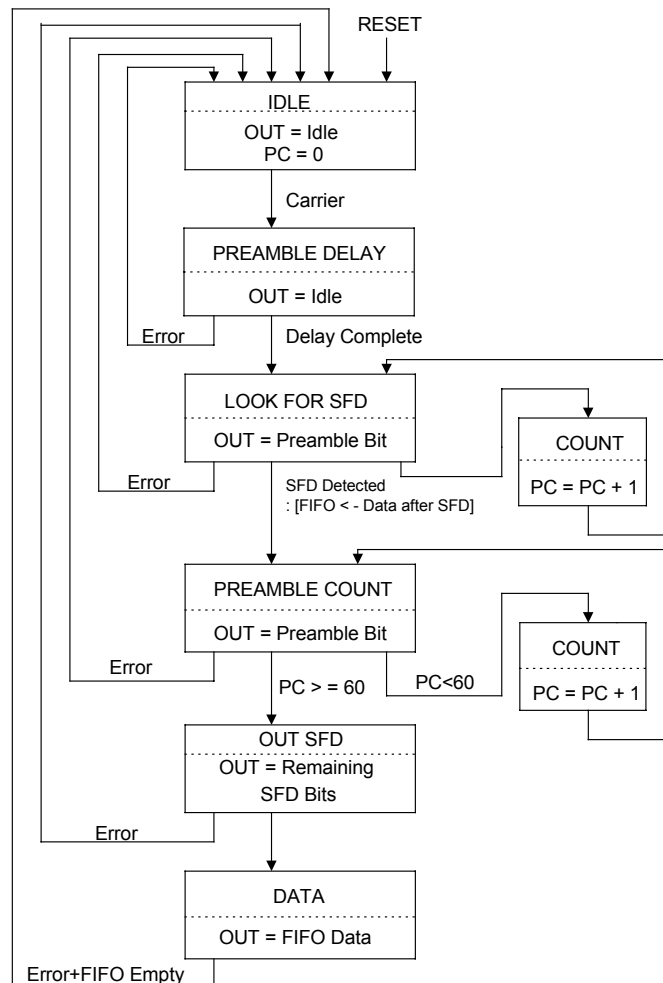 RESET
IDLE
OUT = Idle
PC = 0
Carrier
PREAMBLE DELAY
OUT = Idle
Error
Delay Complete
LOOK FOR SFD
OUT = Preamble Bit
COUNT
PC = PC + 1
Error
SFD Detected
: [FIFO < - Data after SFD]
PREAMBLE COUNT
OUT = Preamble Bit
COUNT
PC = PC + 1
Error
PC > = 60
PC<60
OUT SFD
OUT = Remaining
SFD Bits
Error
DATA
OUT = FIFO Data
Error+FIFO Empty